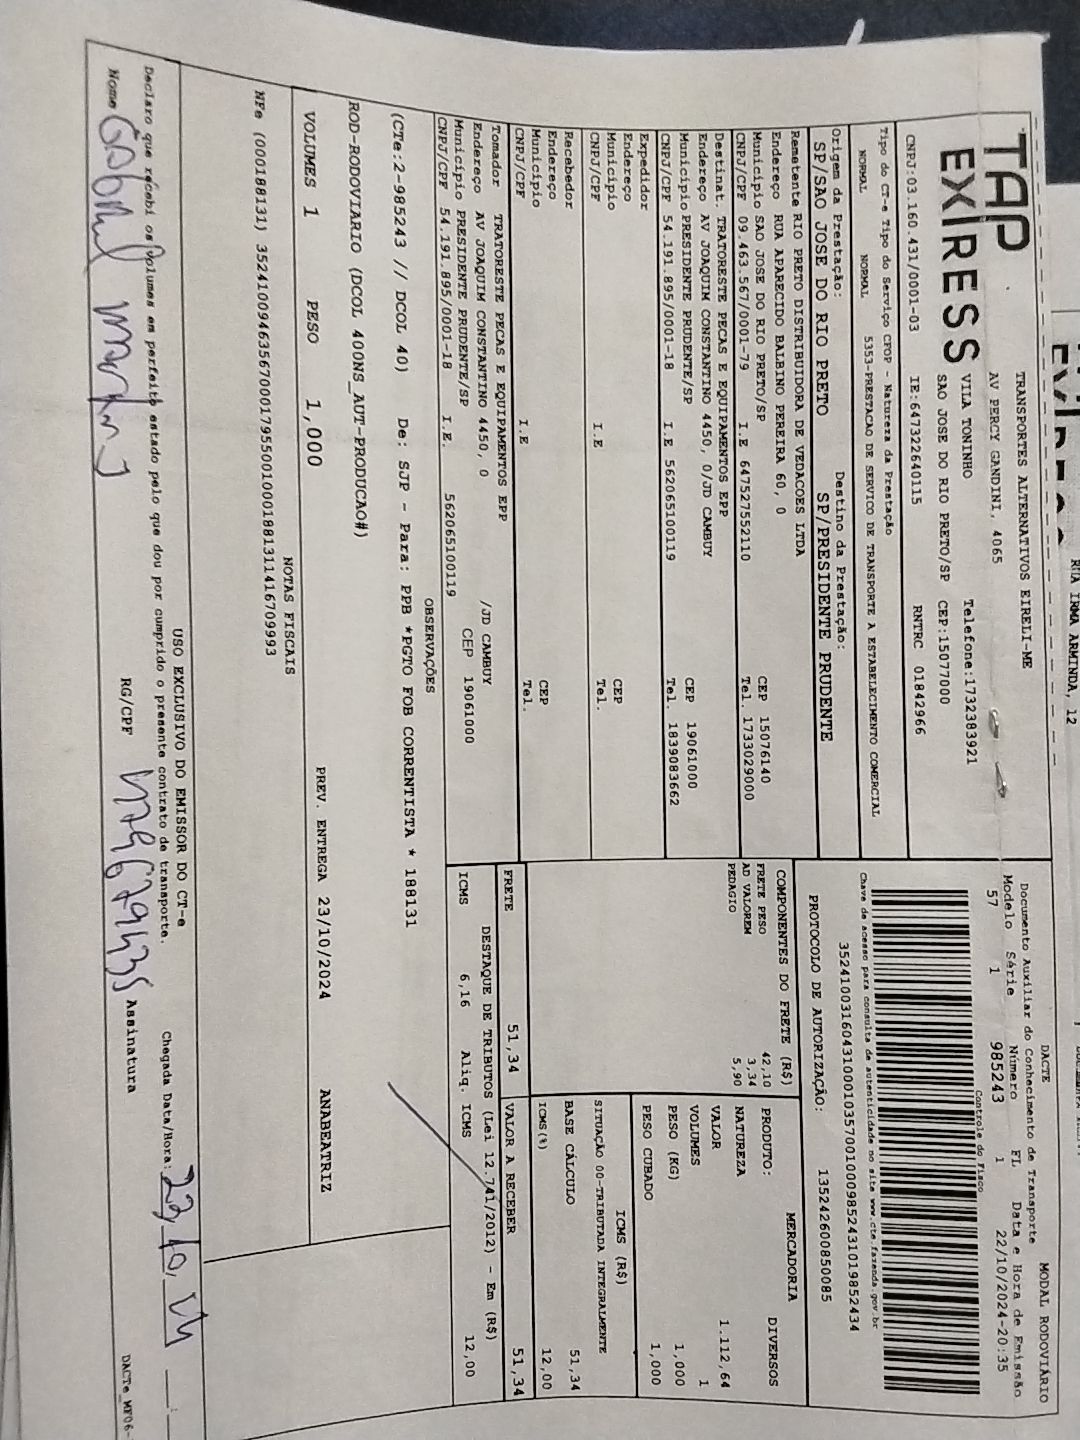 TAP
EXPRESS
TRANSPORTES ALTERNATIVOS EIRELI-ME
AV PERCY GANDINI, 4065
VILA TONINHO Telefone:1732383921
SAO JOSE DO RIO PRETO/SP CEP:15077000
CNPJ:03.160.431/0001-03 IE:647322640115 RNTRC 01842966
Tipo do CT-e Tipo do Serviço CFOP - Natureza da Prestação
NORMAL NORMAL 5353-PRESTACAO DE SERVICO DE TRANSPORTE A ESTABELECIMENTO COMERCIAL
Origem da Prestação: Destino da Prestação:
SP/SAO JOSE DO RIO PRETO SP/PRESIDENTE PRUDENTE
Remetente RIO PRETO DISTRIBUIDORA DE VEDACOES LTDA
Endereço RUA APARECIDO BALBINO PEREIRA 60, 0
Município SAO JOSE DO RIO PRETO/SP CEP 15076140
CNPJ/CPF 09.463.567/0001-79 I.E 647527552110 Tel. 1733029000
Destinat. TRATORESTE PECAS E EQUIPAMENTOS EPP
Endereço AV JOAQUIM CONSTANTINO 4450, 0/JD CAMBUY
Município PRESIDENTE PRUDENTE/SP CEP 19061000
CNPJ/CPF 54.191.895/0001-18 I.E 562065100119 Tel. 1839083662
Expedidor
Endereço
Município CEP
CNPJ/CPF I.E Tel.
Recebedor
Endereço
Município CEP
CNPJ/CPF I.E Tel.
Tomador TRATORESTE PECAS E EQUIPAMENTOS EPP
Endereço AV JOAQUIM CONSTANTINO 4450, 0 /JD CAMBUY
Município PRESIDENTE PRUDENTE/SP CEP 19061000
CNPJ/CPF 54.191.895/0001-18 I.E. 562065100119
DACTE MODAL RODOVIÁRIO
Documento Auxiliar do Conhecimento de Transporte
Modelo Série Número FL Data e Hora de Emissão
57 1 985243 1 22/10/2024-20:35
Controle do Fisco
Chave de acesso para consulta de autenticidade no site www.cte.fazenda.gov.br
35241003160431000103570010009852431019852434
PROTOCOLO DE AUTORIZAÇÃO: 135242600850085
COMPONENTES DO FRETE (R$)
FRETE PESO 42,10
AD VALOREM 3,34
PEDAGIO 5,90
MERCADORIA
PRODUTO: DIVERSOS
NATUREZA
VALOR 1.112,64
VOLUMES 1
PESO (KG) 1,000
PESO CUBADO 1,000
ICMS (R$)
SITUAÇÃO 00-TRIBUTADA INTEGRALMENTE
BASE CÁLCULO 51,34
ICMS(%) 12,00
FRETE 51,34 VALOR A RECEBER 51,34
DESTAQUE DE TRIBUTOS (Lei 12.741/2012) - Em (R$)
ICMS 6,16 Aliq. ICMS 12,00
OBSERVAÇÕES
(CTe:2-985243 // DCOL 40) De: SJP - Para: PPB *PGTO FOB CORRENTISTA * 188131
ROD-RODOVIARIO (DCOL 400NS_AUT-PRODUCAO#)
VOLUMES 1 PESO 1,000 PREV. ENTREGA 23/10/2024 ANABEATRIZ
NOTAS FISCAIS
NFe (000188131) 35241009463567000179550010001881311416709993
USO EXCLUSIVO DO EMISSOR DO CT-e
Declaro que recebi os volumes em perfeito estado pelo que dou por cumprido o presente contrato de transporte. Chegada Data/Hora:
Nome Gabriel RG/CPF Assinatura
DACTe_MF06-
RUA IRMA ARMINDA, 12